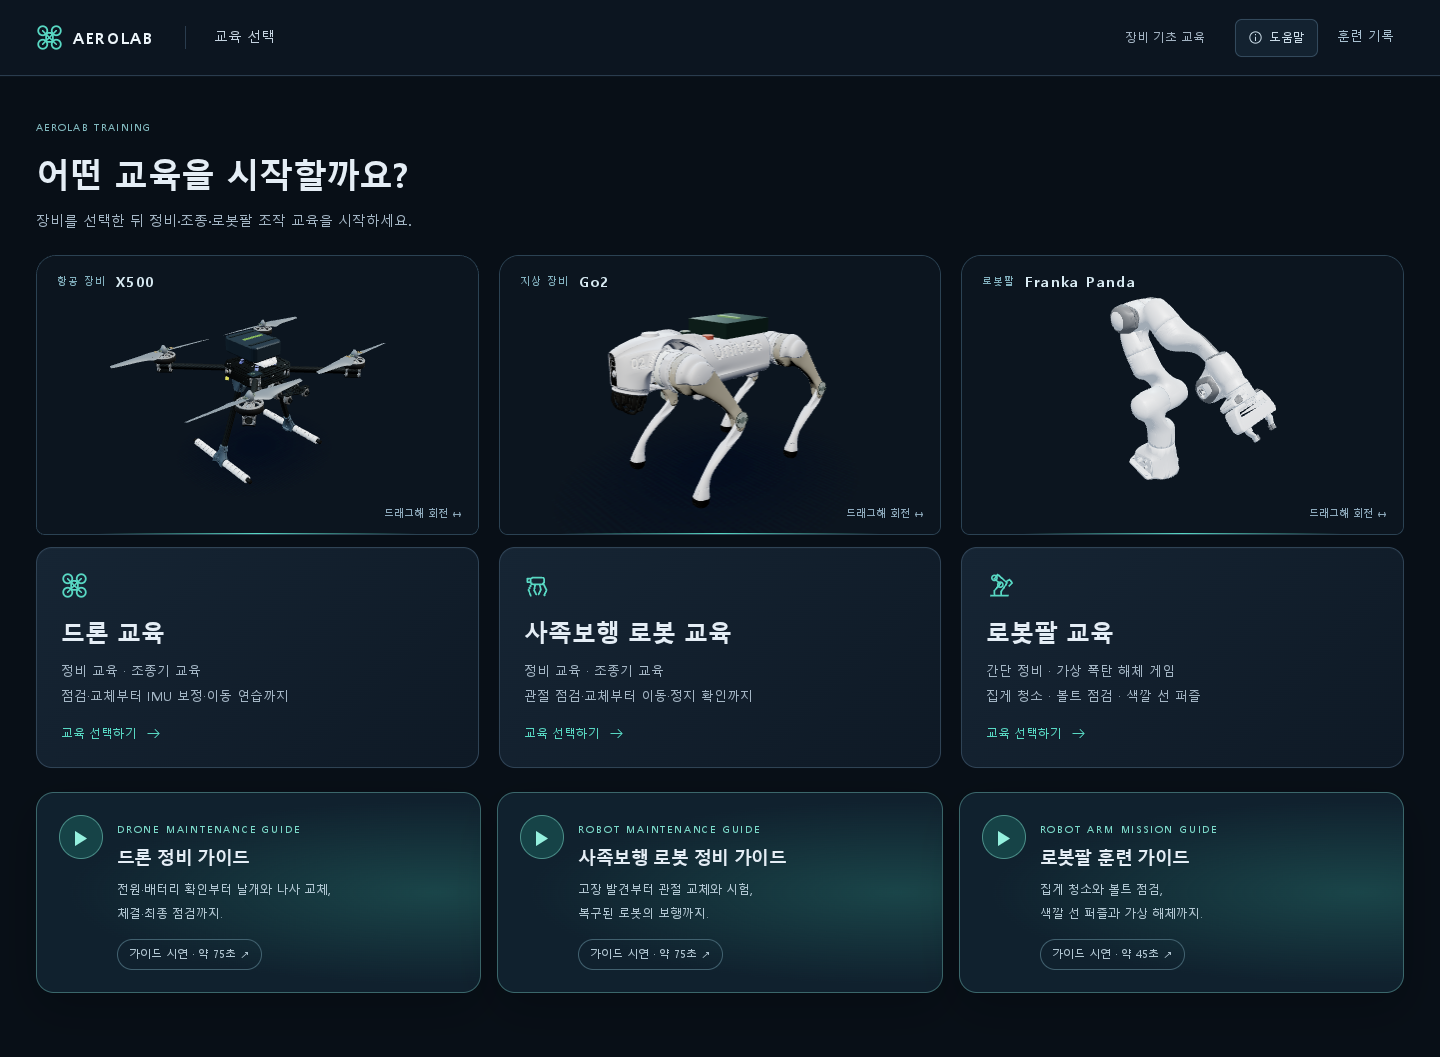 AEROLAB
교육 선택
장비 기초 교육
도움말
훈련 기록
AEROLAB TRAINING
어떤 교육을 시작할까요?
장비를 선택한 뒤 정비·조종·로봇팔 조작 교육을 시작하세요.
항공 장비 X500
드래그해 회전 ↔
지상 장비 Go2
드래그해 회전 ↔
로봇팔 Franka Panda
드래그해 회전 ↔
드론 교육
정비 교육 · 조종기 교육
점검·교체부터 IMU 보정·이동 연습까지
교육 선택하기 →
사족보행 로봇 교육
정비 교육 · 조종기 교육
관절 점검·교체부터 이동·정지 확인까지
교육 선택하기 →
로봇팔 교육
간단 정비 · 가상 폭탄 해체 게임
집게 청소 · 볼트 점검 · 색깔 선 퍼즐
교육 선택하기 →
DRONE MAINTENANCE GUIDE
드론 정비 가이드
전원·배터리 확인부터 날개와 나사 교체,
체결·최종 점검까지.
가이드 시연 · 약 75초 ↗
ROBOT MAINTENANCE GUIDE
사족보행 로봇 정비 가이드
고장 발견부터 관절 교체와 시험,
복구된 로봇의 보행까지.
가이드 시연 · 약 75초 ↗
ROBOT ARM MISSION GUIDE
로봇팔 훈련 가이드
집게 청소와 볼트 점검,
색깔 선 퍼즐과 가상 해체까지.
가이드 시연 · 약 45초 ↗